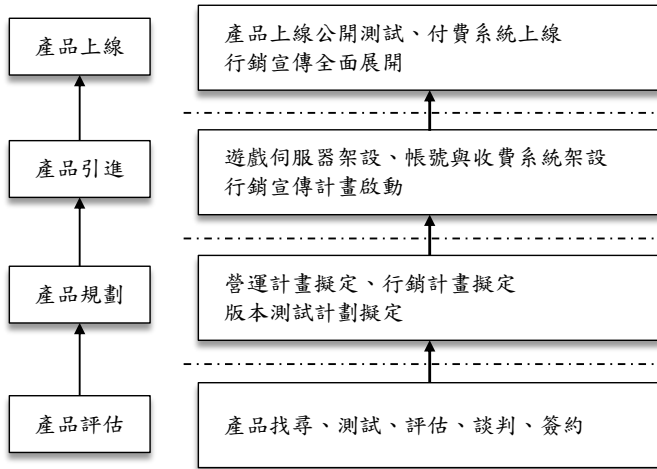 產品上線
產品上線公開測試、付費系統上線
行銷宣傳全面展開
產品引進
遊戲伺服器架設、帳號與收費系統架設
行銷宣傳計畫啟動
產品規劃
營運計畫擬定、行銷計畫擬定
版本測試計劃擬定
產品評估
產品找尋、測試、評估、談判、簽約